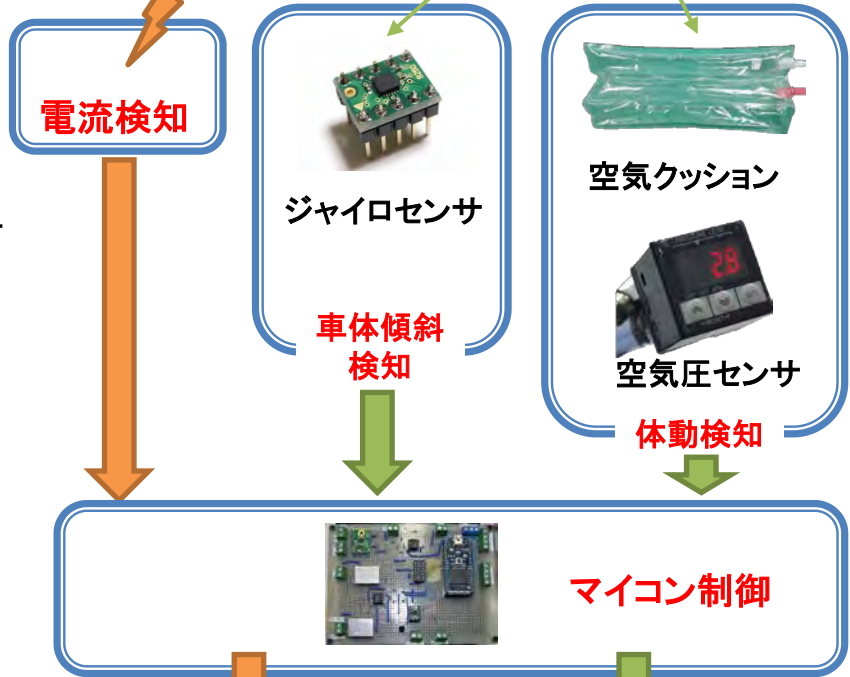 電流検知
ジャイロセンサ
車体傾斜
検知
空気クッション
2.8
空気圧センサ
体動検知
マイコン制御